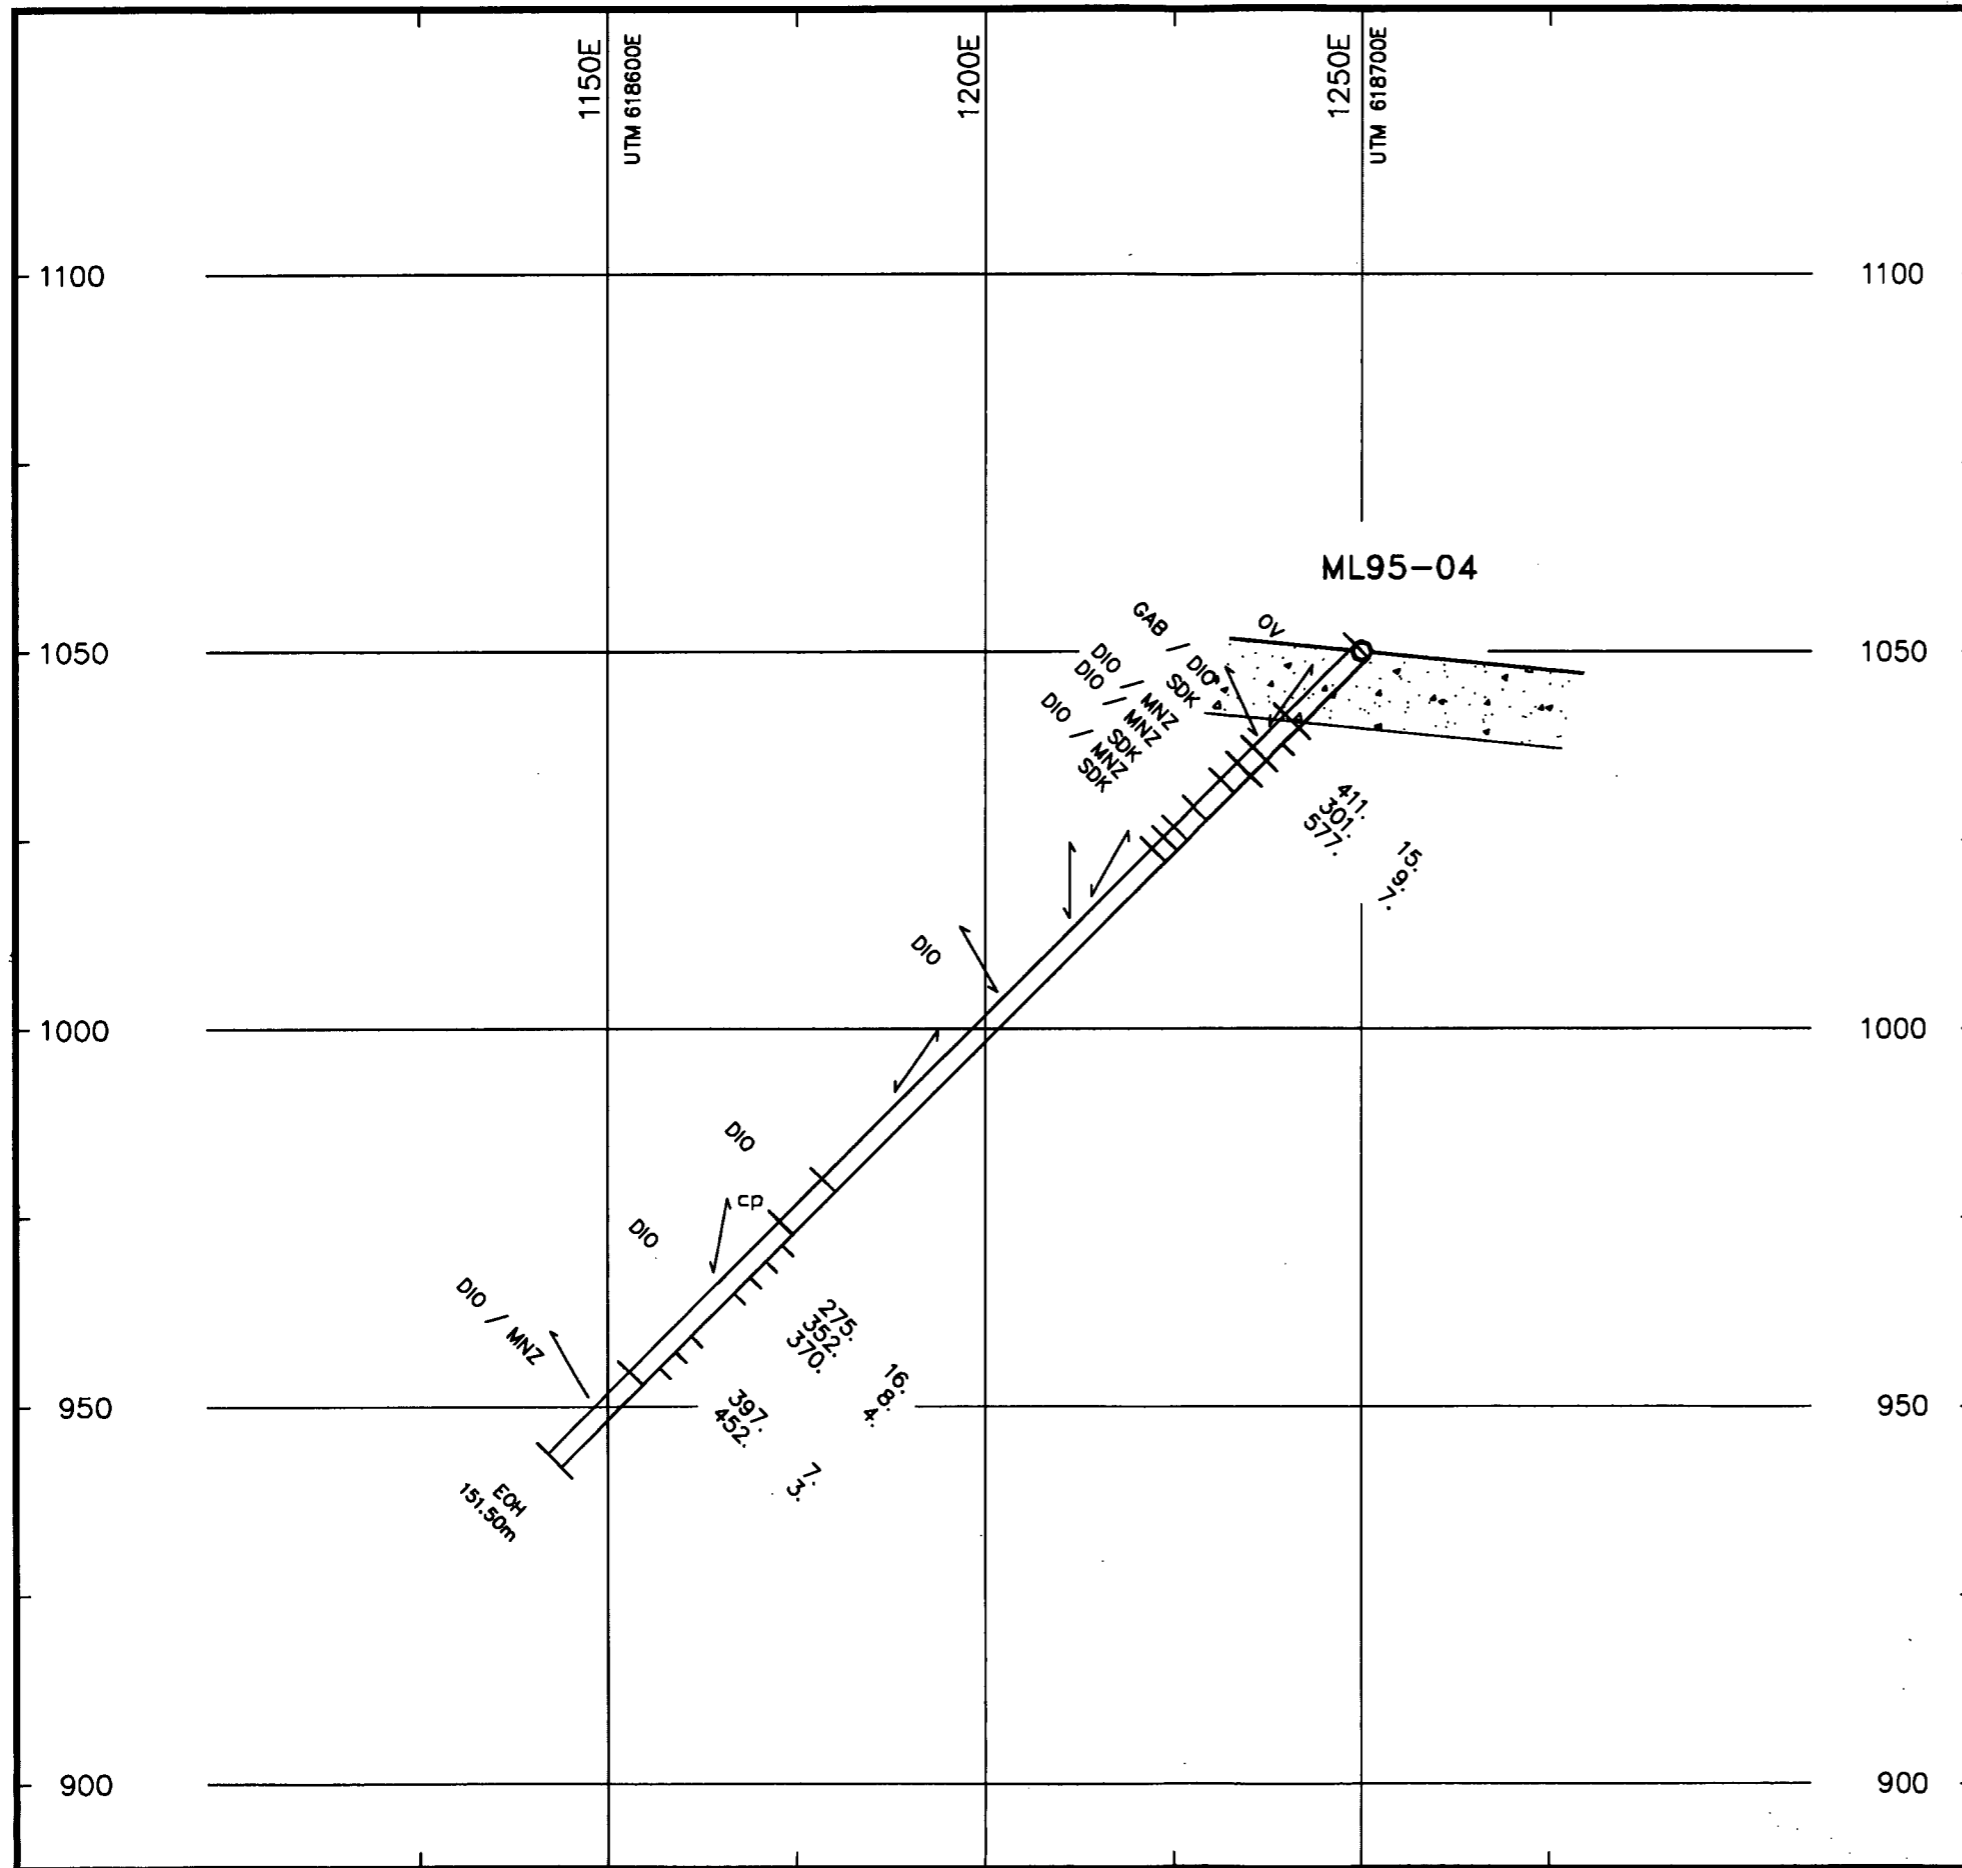 1150E
UTM 618600E
1200E
1250E
UTM 618700E
1100
1100
ML95-04
OV
GAB / DIO
SDK
DIO / MNZ
DIO / MNZ
SDK
DIO / MNZ
SDK
1050
1050
411.
301.
577.
15.
9.
7.
DIO
1000
1000
DIO
cp
DIO
DIO / MNZ
275.
352.
370.
16.
8.
4.
950
950
397.
452.
7.
3.
EOH
151.50m
900
900